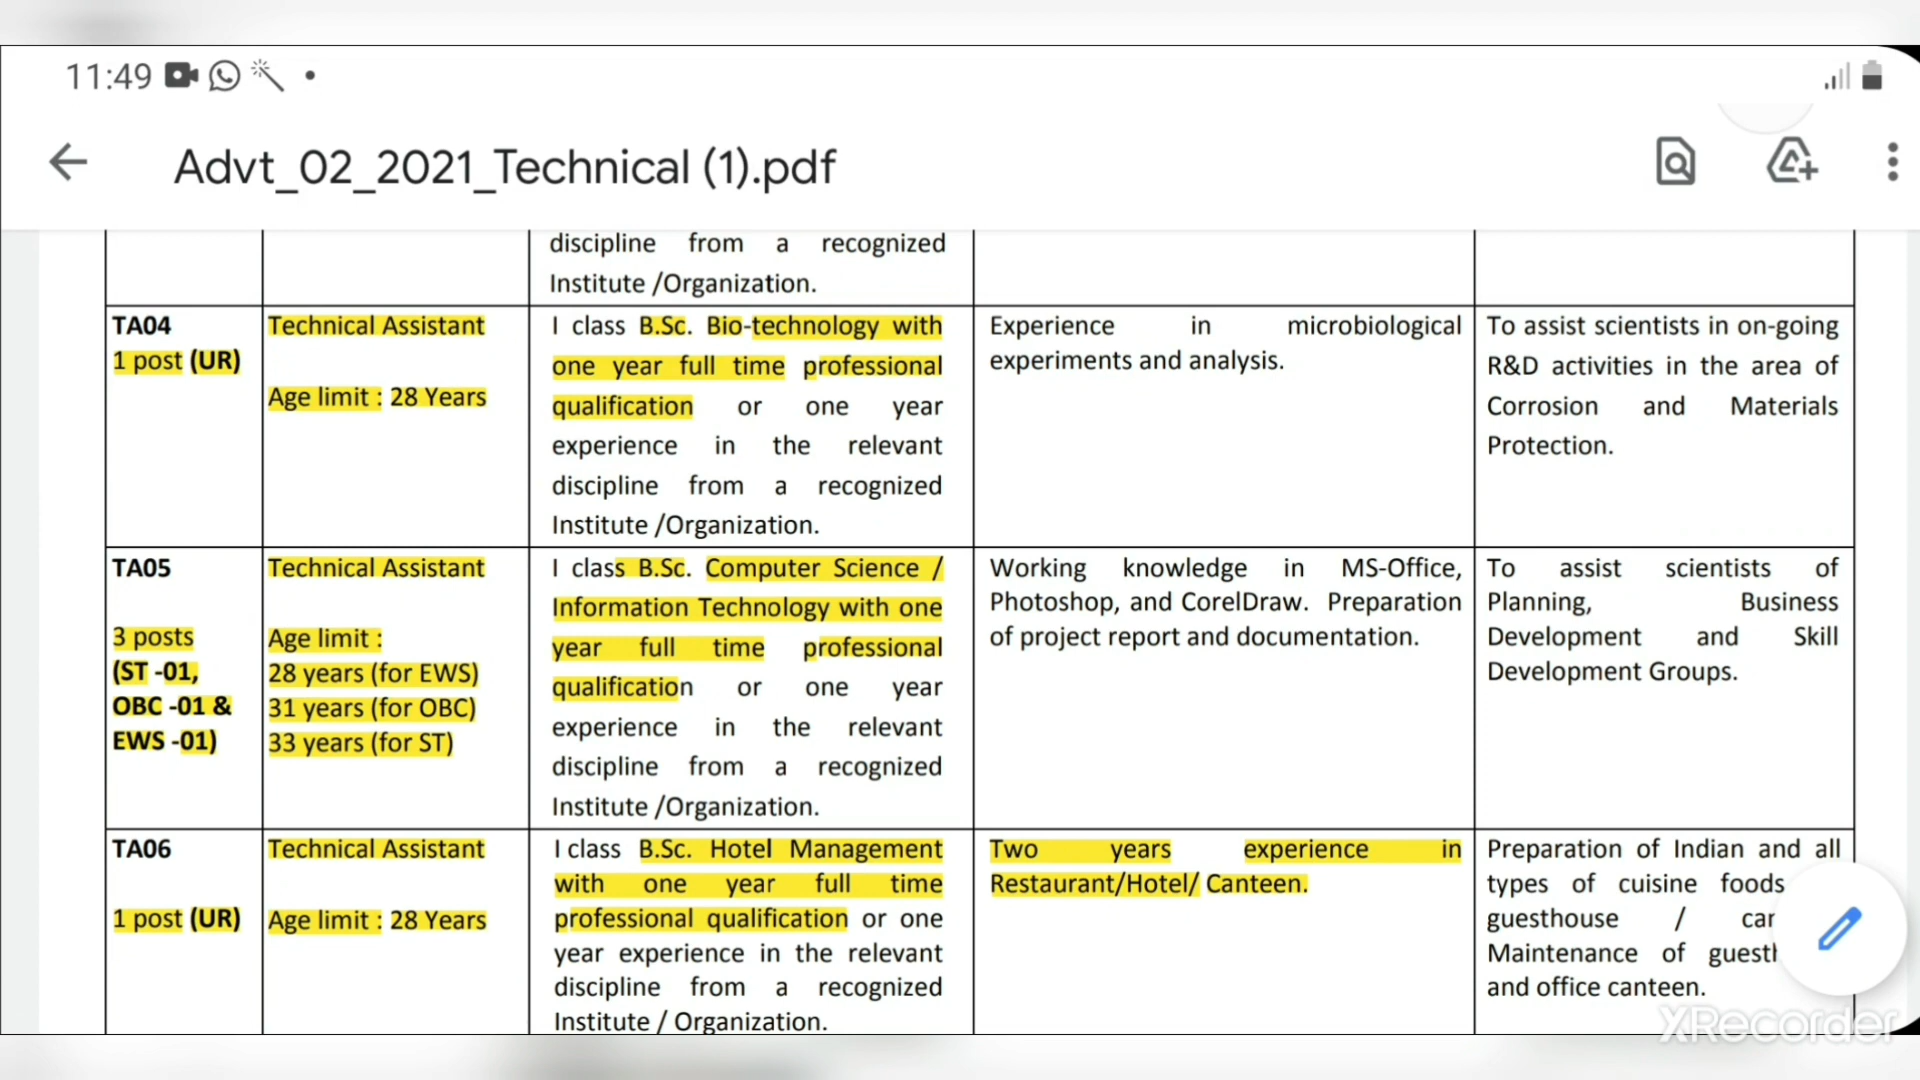 11:49
Advt_02_2021_Technical (1).pdf
discipline from a recognized
Institute /Organization.
TA04
1 post (UR)
Technical Assistant
Age limit : 28 Years
I class B.Sc. Bio-technology with
one year full time professional
qualification or one year
experience in the relevant
discipline from a recognized
Institute /Organization.
Experience in microbiological
experiments and analysis.
To assist scientists in on-going
R&D activities in the area of
Corrosion and Materials
Protection.
TA05
3 posts
(ST -01,
OBC -01 &
EWS -01)
Technical Assistant
Age limit :
28 years (for EWS)
31 years (for OBC)
33 years (for ST)
I class B.Sc. Computer Science /
Information Technology with one
year full time professional
qualification or one year
experience in the relevant
discipline from a recognized
Institute /Organization.
Working knowledge in MS-Office,
Photoshop, and CorelDraw. Preparation
of project report and documentation.
To assist scientists of
Planning, Business
Development and Skill
Development Groups.
TA06
1 post (UR)
Technical Assistant
Age limit : 28 Years
I class B.Sc. Hotel Management
with one year full time
professional qualification or one
year experience in the relevant
discipline from a recognized
Institute / Organization.
Two years experience in
Restaurant/Hotel/ Canteen.
Preparation of Indian and all
types of cuisine foods
guesthouse /
Maintenance of
and office canteen.
XRecorder